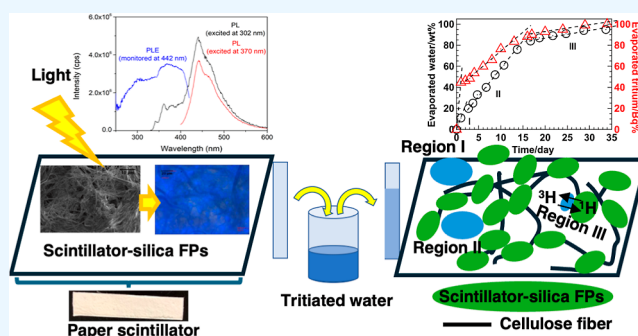 6.0x10⁶
4.0x10⁶
2.0x10⁶
0.0
Intensity (cps)
PL
(excited at 302 nm)
PLE
(monitored at 442 nm)
PL
(excited at 370 nm)
200
300
400
500
600
Wavelength (nm)
Light
Scintillator-silica FPs
Paper scintillator
Tritiated water
Evaporated water/wt%
100
80
60
40
20
0
I
II
III
100
80
60
40
20
0
Evaporated tritium/Bq%
0 5 10 15 20 25 30 35
Time/day
Region I
Region II
³H
¹H
Region III
Scintillator-silica FPs
Cellulose fiber